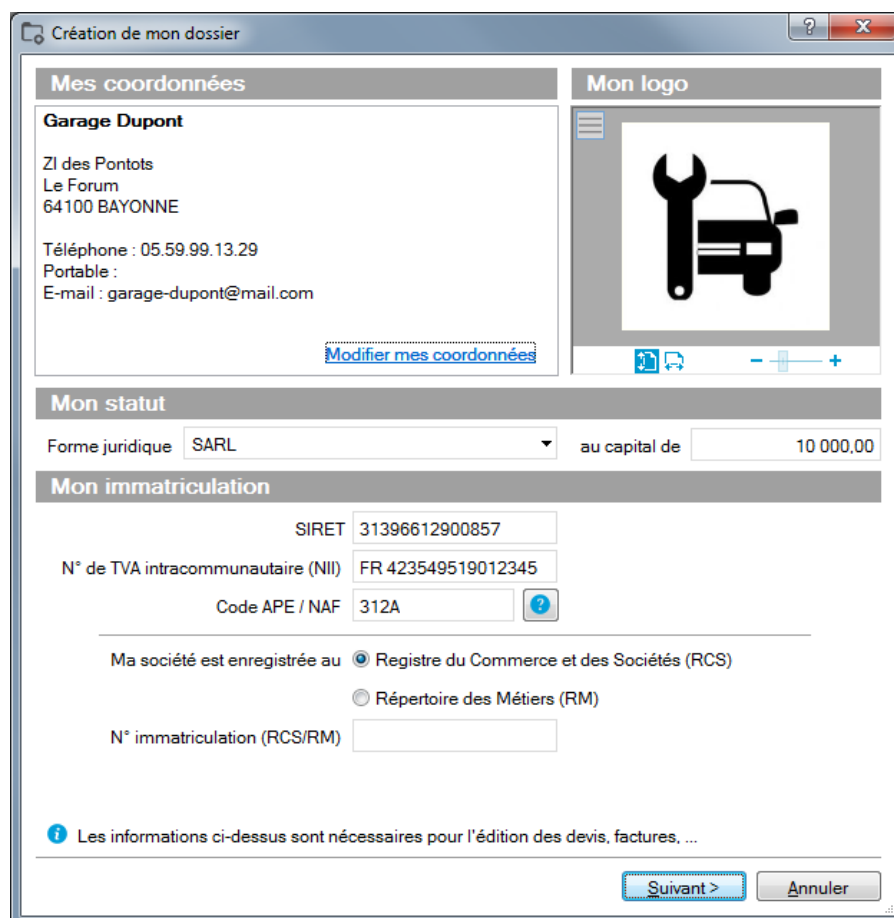 Création de mon dossier
Mes coordonnées
Mon logo
Garage Dupont
ZI des Pontots
Le Forum
64100 BAYONNE
Téléphone : 05.59.99.13.29
Portable :
E-mail : garage-dupont@mail.com
Modifier mes coordonnées
Mon statut
Forme juridique SARL au capital de 10 000,00
Mon immatriculation
SIRET 31396612900857
N° de TVA intracommunautaire (NII) FR 423549519012345
Code APE / NAF 312A ?
Ma société est enregistrée au Registre du Commerce et des Sociétés (RCS)
Répertoire des Métiers (RM)
N° immatriculation (RCS/RM)
Les informations ci-dessus sont nécessaires pour l'édition des devis, factures, ...
Suivant > Annuler